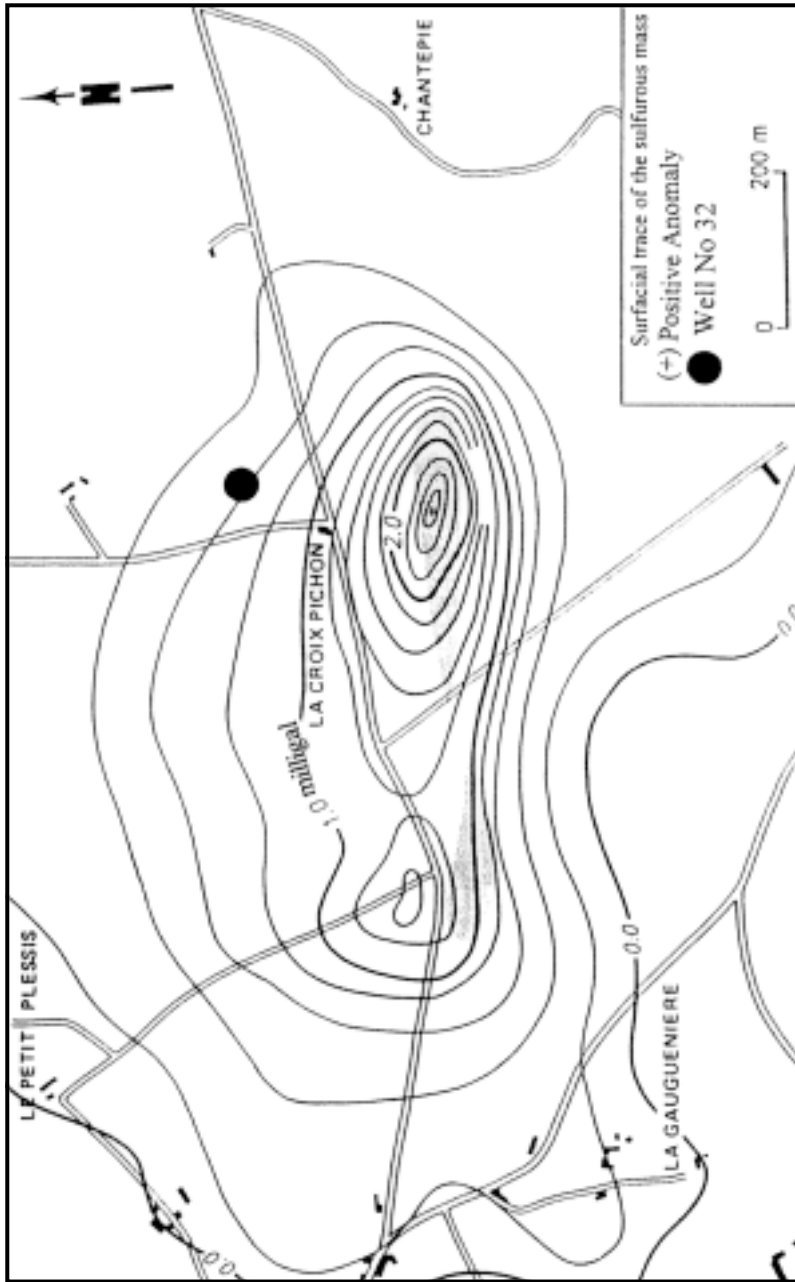 N
CHANTEPIE
LE PETIT PLESSIS
LA CROIX PICHON
1.0 milligal
2.0
0.0
0.0
0.0
LA GAUGUENIERE
Surfacial trace of the sulfurous mass
(+) Positive Anomaly
Well No 32
0 200 m